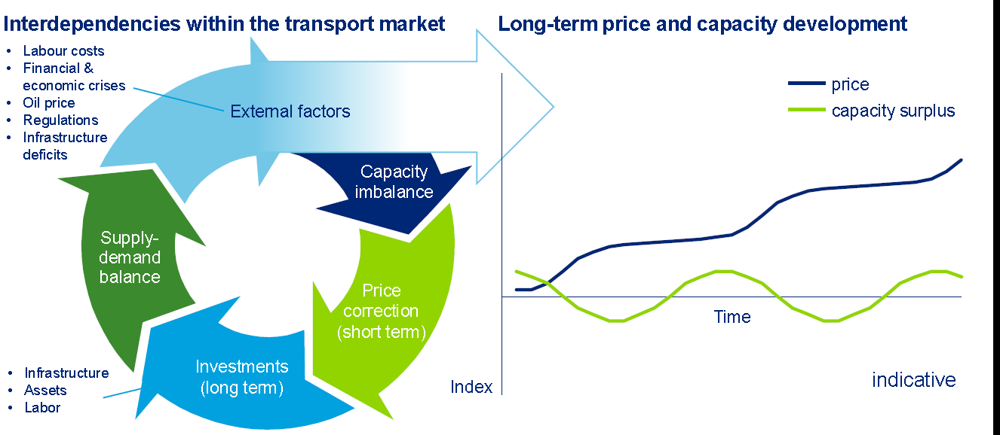 Interdependencies within the transport market
• Labour costs
• Financial &
economic crises
• Oil price
• Regulations
• Infrastructure
deficits
External factors
Capacity
imbalance
Price
correction
(short term)
Investments
(long term)
Supply-
demand
balance
• Infrastructure
• Assets
• Labor
Long-term price and capacity development
price
capacity surplus
Time
Index
indicative